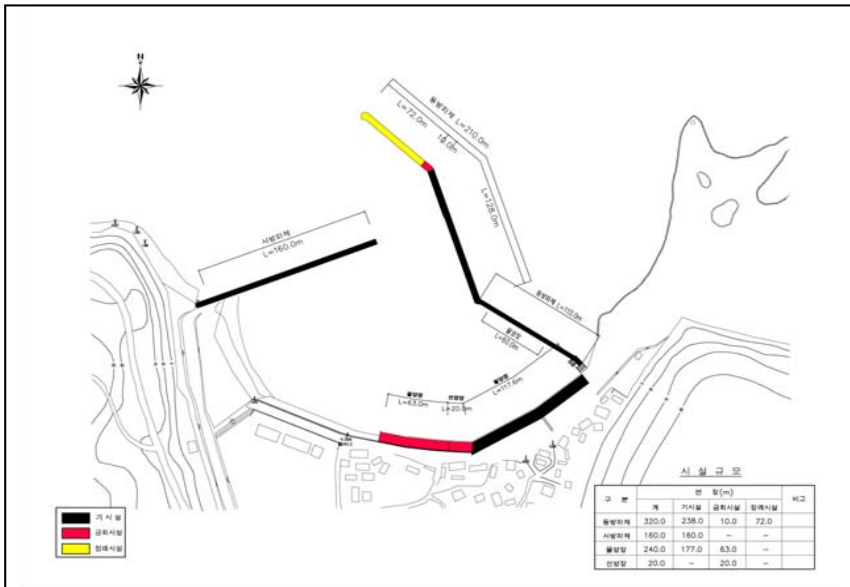 N
동방파제 L=210.0m
L=72.0m
10.0m
L=128.0m
서방파제
L=160.0m
동방파제 L=110.0m
물양장
L=60.0m
물양장
L=117.6m
물양장
선양장
L=63.0m
L=20.0m
기 시 설
금회시설
장래시설
시 설 규 모
구 분
연 장(m)
비고
계
기시설
금회시설
장래시설
동방파제 320.0 238.0 10.0 72.0
서방파제 160.0 160.0 - -
물양장 240.0 177.0 63.0 -
선양장 20.0 - 20.0 -